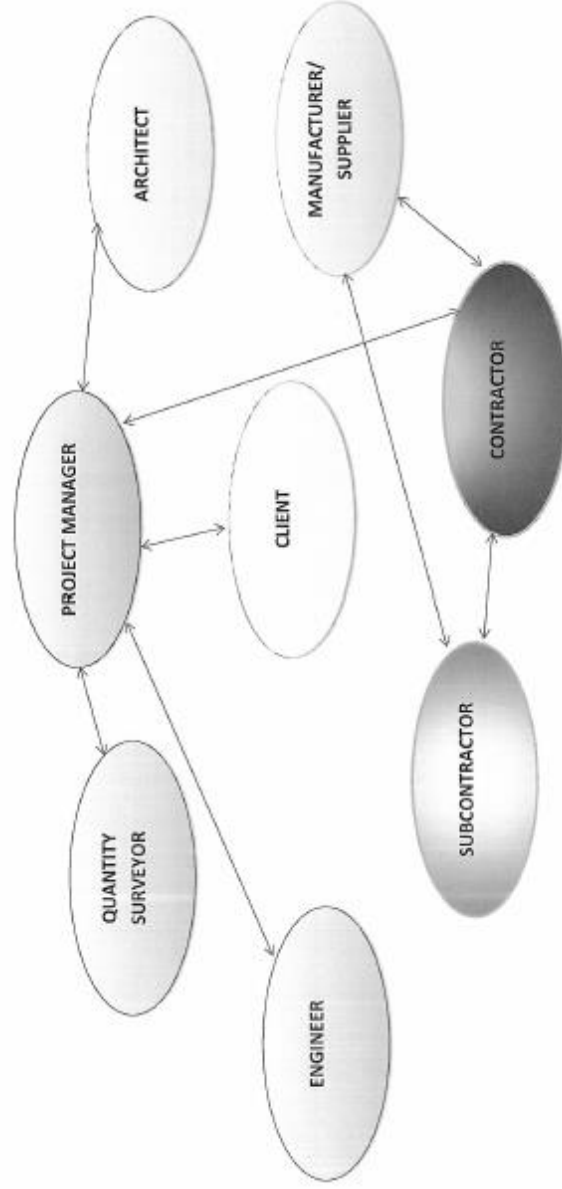 PROJECT MANAGER
ARCHITECT
QUANTITY
SURVEYOR
CLIENT
ENGINEER
MANUFACTURER/
SUPPLIER
SUBCONTRACTOR
CONTRACTOR